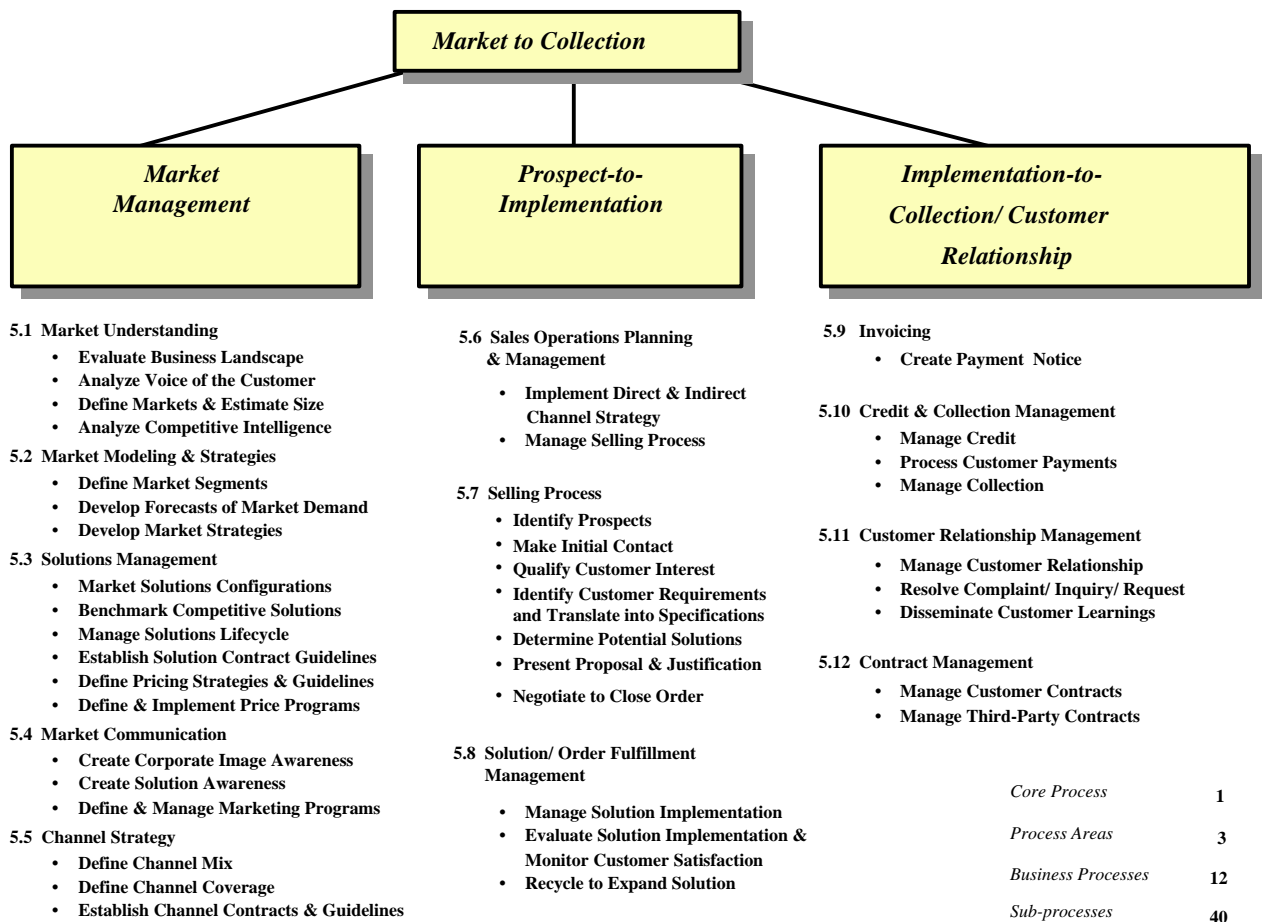 Market to Collection
Market
Management
Prospect-to-
Implementation
Implementation-to-
Collection/ Customer
Relationship
5.1 Market Understanding
• Evaluate Business Landscape
• Analyze Voice of the Customer
• Define Markets & Estimate Size
• Analyze Competitive Intelligence
5.2 Market Modeling & Strategies
• Define Market Segments
• Develop Forecasts of Market Demand
• Develop Market Strategies
5.3 Solutions Management
• Market Solutions Configurations
• Benchmark Competitive Solutions
• Manage Solutions Lifecycle
• Establish Solution Contract Guidelines
• Define Pricing Strategies & Guidelines
• Define & Implement Price Programs
5.4 Market Communication
• Create Corporate Image Awareness
• Create Solution Awareness
• Define & Manage Marketing Programs
5.5 Channel Strategy
• Define Channel Mix
• Define Channel Coverage
• Establish Channel Contracts & Guidelines
5.6 Sales Operations Planning
& Management
• Implement Direct & Indirect
Channel Strategy
• Manage Selling Process
5.7 Selling Process
• Identify Prospects
• Make Initial Contact
• Qualify Customer Interest
• Identify Customer Requirements
and Translate into Specifications
• Determine Potential Solutions
• Present Proposal & Justification
• Negotiate to Close Order
5.8 Solution/ Order Fulfillment
Management
• Manage Solution Implementation
• Evaluate Solution Implementation &
Monitor Customer Satisfaction
• Recycle to Expand Solution
5.9 Invoicing
• Create Payment Notice
5.10 Credit & Collection Management
• Manage Credit
• Process Customer Payments
• Manage Collection
5.11 Customer Relationship Management
• Manage Customer Relationship
• Resolve Complaint/ Inquiry/ Request
• Disseminate Customer Learnings
5.12 Contract Management
• Manage Customer Contracts
• Manage Third-Party Contracts
Core Process 1
Process Areas 3
Business Processes 12
Sub-processes 40